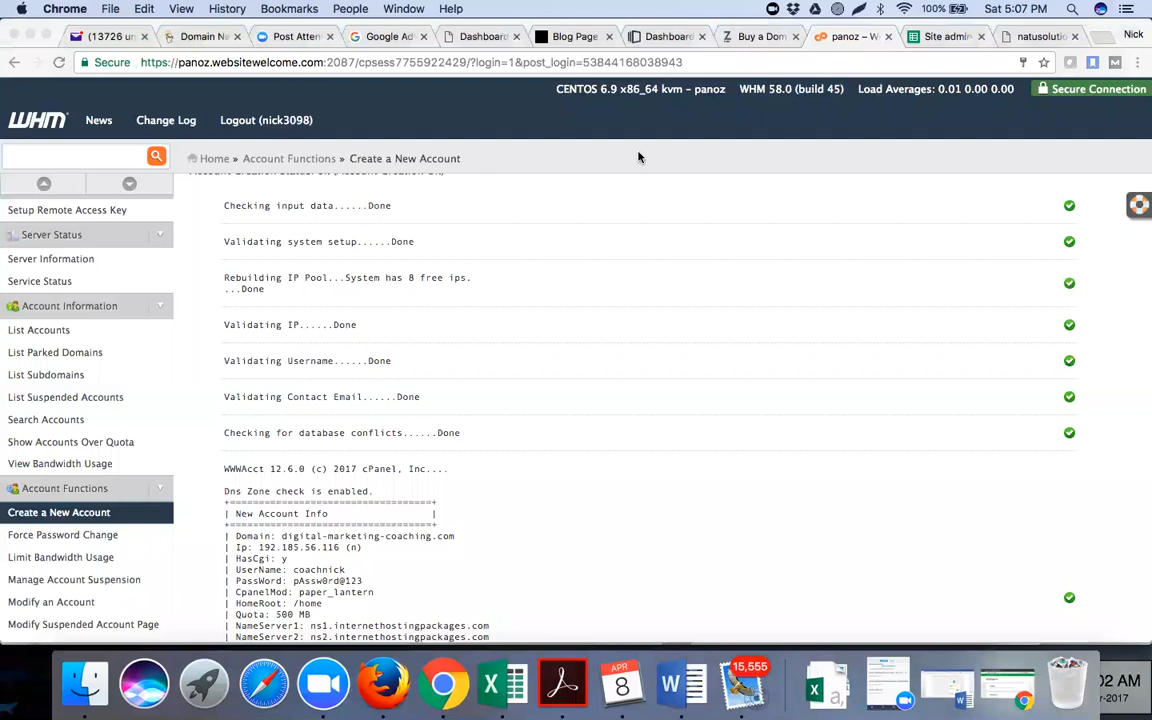 Chrome File Edit View History Bookmarks People Window Help 100% Sat 5:07 PM
(13726 un Domain N Post Atten Google Ad Dashboard Blog Page Dashboard Buy a Dom panoz – W Site admin natusolutio Nick
Secure https://panoz.websitewelcome.com:2087/cpsess7755922429/?login=1&post_login=53844168038943
CENTOS 6.9 x86_64 kvm – panoz WHM 58.0 (build 45) Load Averages: 0.01 0.00 0.00 Secure Connection
WHM News Change Log Logout (nick3098)
Home » Account Functions » Create a New Account
Setup Remote Access Key
Server Status
Server Information
Service Status
Account Information
List Accounts
List Parked Domains
List Subdomains
List Suspended Accounts
Search Accounts
Show Accounts Over Quota
View Bandwidth Usage
Account Functions
Create a New Account
Force Password Change
Limit Bandwidth Usage
Manage Account Suspension
Modify an Account
Modify Suspended Account Page
Checking input data......Done
Validating system setup......Done
Rebuilding IP Pool...System has 8 free ips.
...Done
Validating IP......Done
Validating Username......Done
Validating Contact Email......Done
Checking for database conflicts......Done
WWWAcct 12.6.0 (c) 2017 cPanel, Inc....
Dns Zone check is enabled.
+===================================+
| New Account Info |
+===================================+
| Domain: digital-marketing-coaching.com
| Ip: 192.185.56.116 (n)
| HasCgi: y
| UserName: coachnick
| PassWord: pAssw0rd@123
| CpanelMod: paper_lantern
| HomeRoot: /home
| Quota: 500 MB
| NameServer1: ns1.internethostingpackages.com
| NameServer2: ns2.internethostingpackages.com
APR
8
15,555
a,
02 AM
-2017